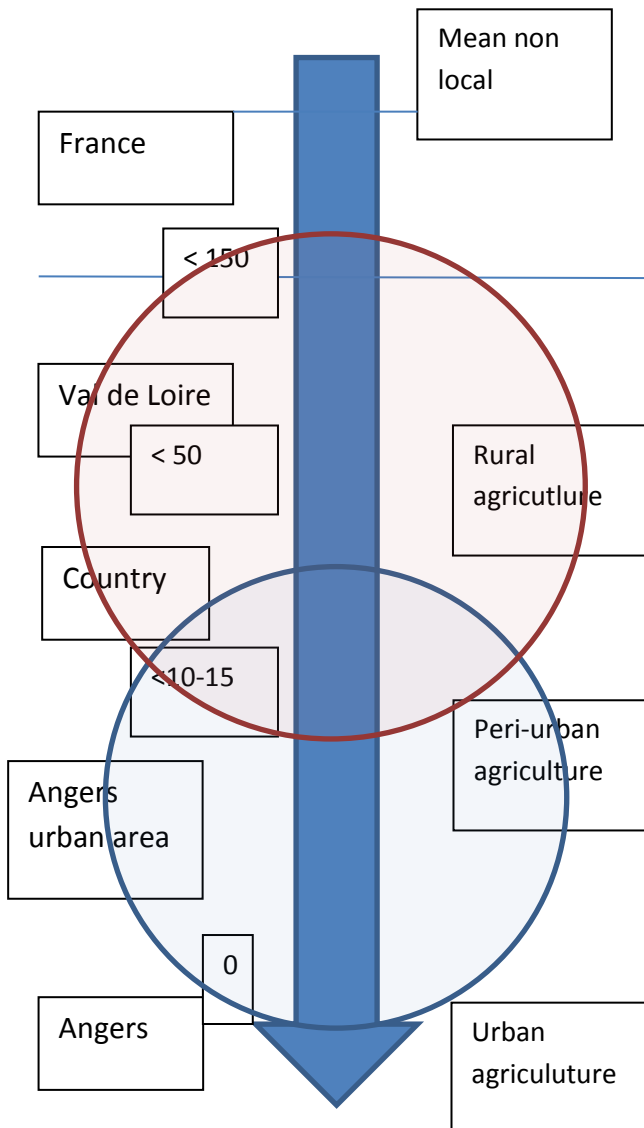 Mean non
local
France
< 150
Val de Loire
< 50
Rural
agricutlure
Country
<10-15
Peri-urban
agriculture
Angers
urban area
0
Angers
Urban
agriculuture